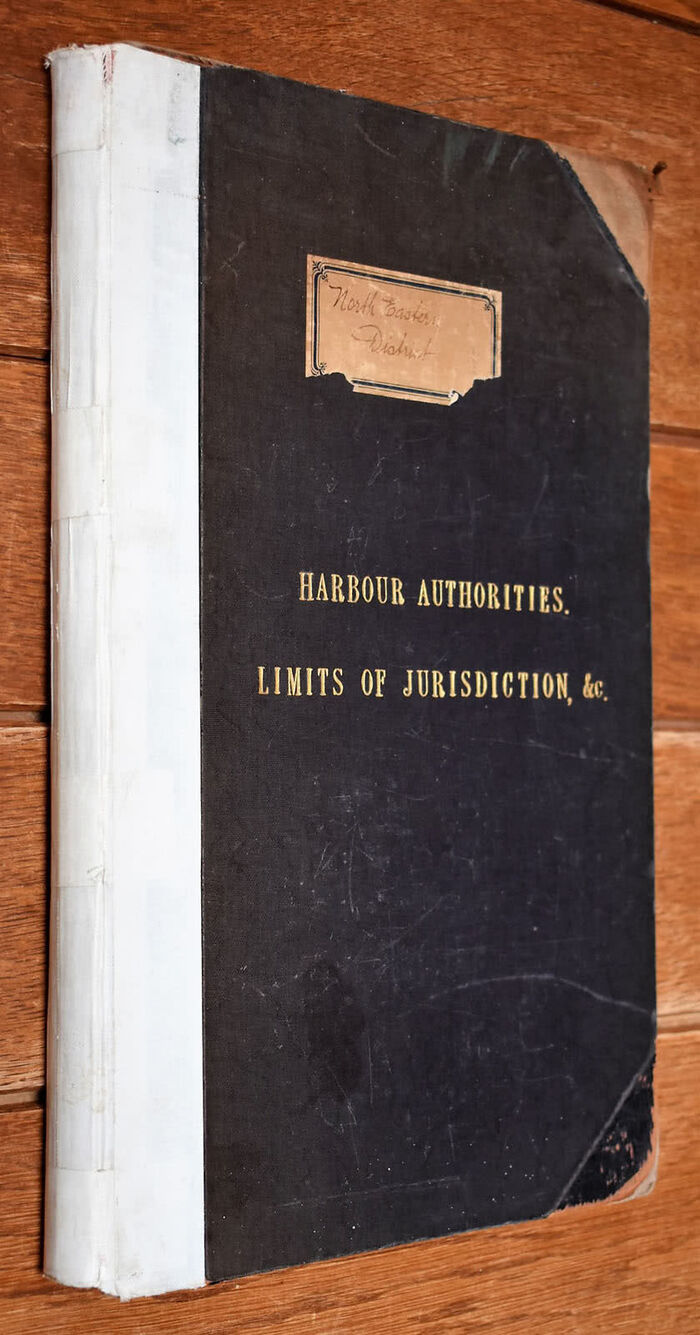 North Eastern
District
HARBOUR AUTHORITIES.
LIMITS OF JURISDICTION, &c.